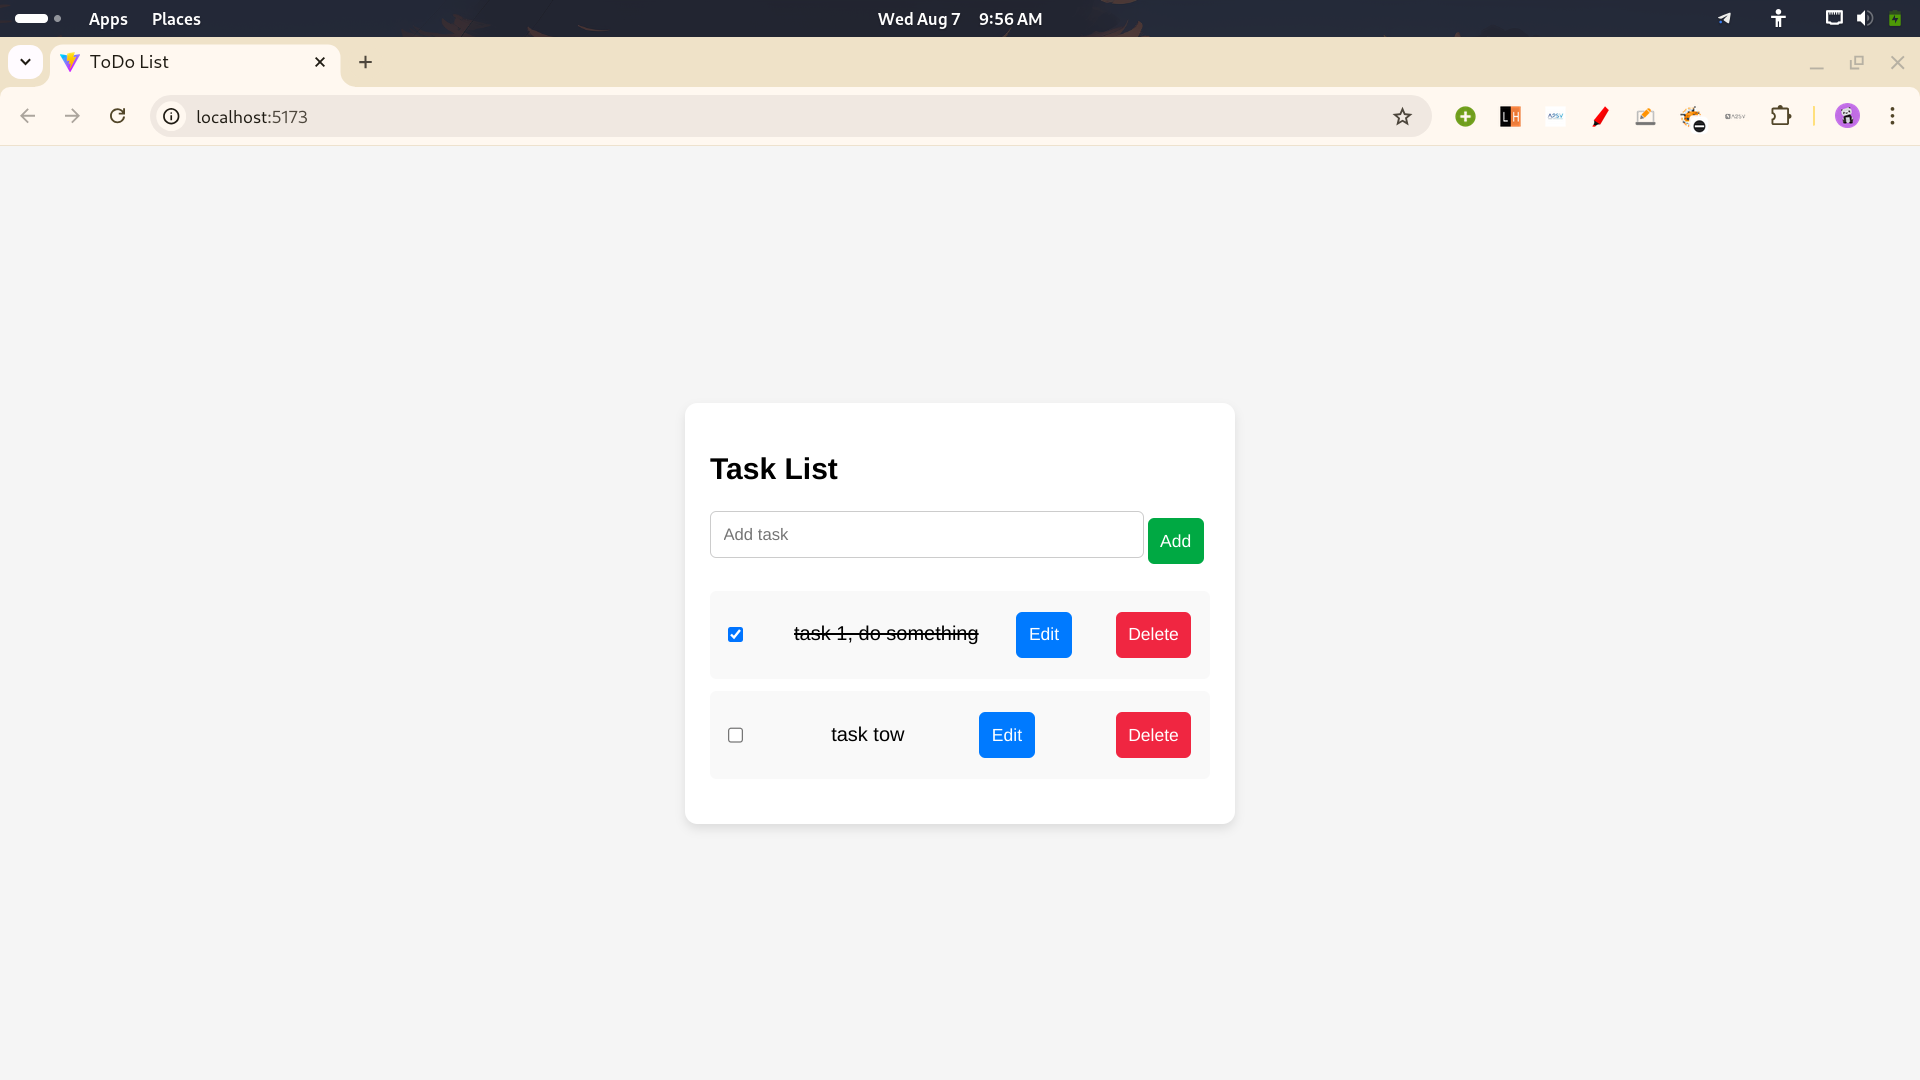 Apps Places Wed Aug 7 9:56 AM
ToDo List
localhost:5173
LH
Task List
Add task Add
task 1, do something Edit Delete
task tow Edit Delete